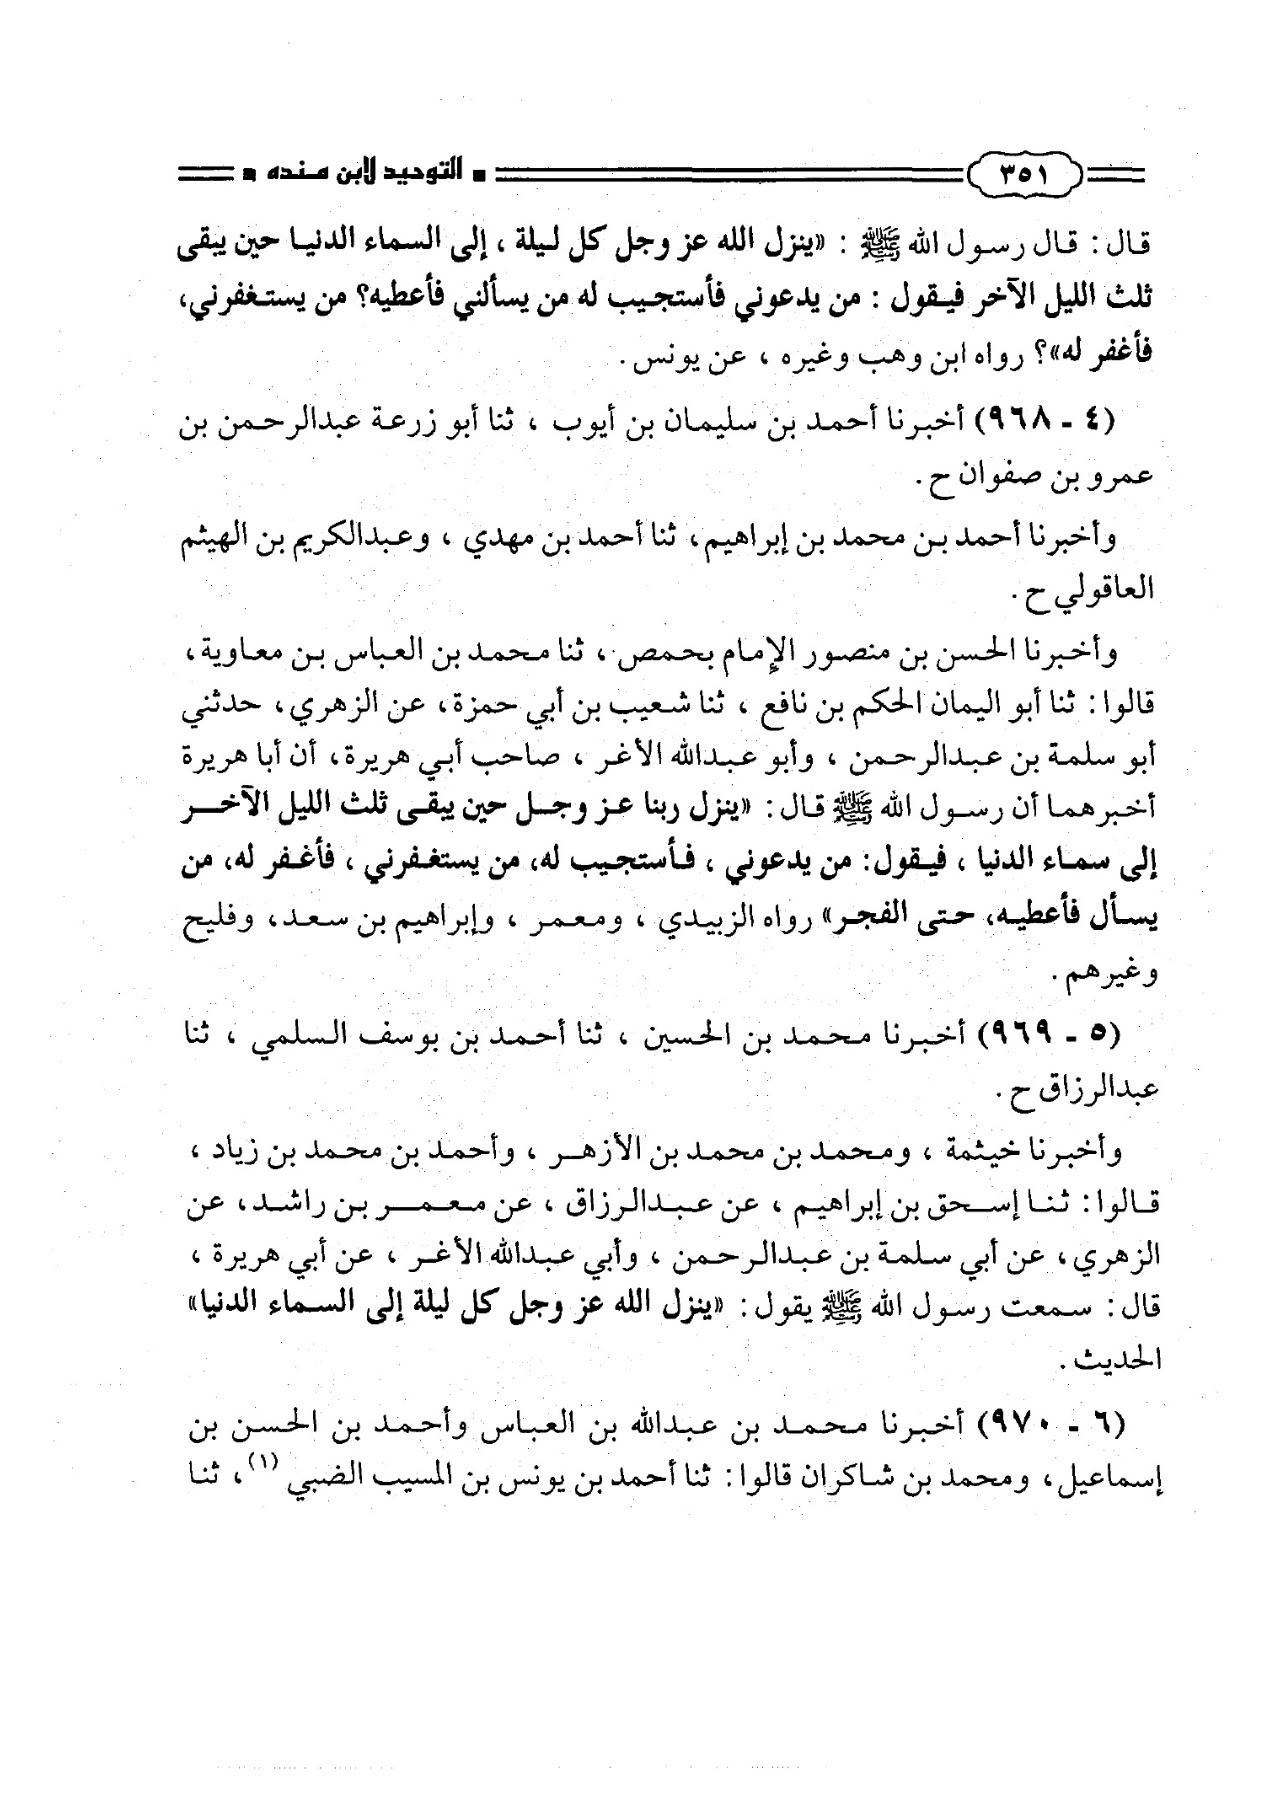 ٣٥١ ■ التوحيد لابن منده ■
قال : قال رسول الله ﷺ : «ينزل الله عز وجل كل ليلة ، إلى السماء الدنيا حين يبقى
ثلث الليل الآخر فيقول : من يدعوني فأستجيب له من يسألني فأعطيه؟ من يستغفرني،
فأغفر له»؟ رواه ابن وهب وغيره ، عن يونس .
(٤ - ٩٦٨) أخبرنا أحمد بن سليمان بن أيوب ، ثنا أبو زرعة عبدالرحمن بن
عمرو بن صفوان ح .
وأخبرنا أحمد بن محمد بن إبراهيم، ثنا أحمد بن مهدي ، وعبدالكريم بن الهيثم
العاقولي ح .
وأخبرنا الحسن بن منصور الإمام بحمص ، ثنا محمد بن العباس بن معاوية،
قالوا : ثنا أبو اليمان الحكم بن نافع ، ثنا شعيب بن أبي حمزة، عن الزهري، حدثني
أبو سلمة بن عبدالرحمن ، وأبو عبدالله الأغر ، صاحب أبي هريرة، أن أبا هريرة
أخبرهما أن رسول الله ﷺ قال : «ينزل ربنا عز وجل حين يبقى ثلث الليل الآخر
إلى سماء الدنيا ، فيقول: من يدعوني ، فأستجيب له، من يستغفرني ، فأغفر له، من
يسأل فأعطيه، حتى الفجر» رواه الزبيدي ، ومعمر ، وإبراهيم بن سعد، وفليح
وغيرهم .
(٥ - ٩٦٩) أخبرنا محمد بن الحسين ، ثنا أحمد بن بوسف السلمي ، ثنا
عبدالرزاق ح .
وأخبرنا خيثمة ، ومحمد بن محمد بن الأزهر ، وأحمد بن محمد بن زياد ،
قالوا : ثنا إسحق بن إبراهيم ، عن عبدالرزاق ، عن معمر بن راشد، عن
الزهري، عن أبي سلمة بن عبدالرحمن ، وأبي عبدالله الأغر ، عن أبي هريرة ،
قال : سمعت رسول الله ﷺ يقول : «ينزل الله عز وجل كل ليلة إلى السماء الدنيا»
الحديث .
(٦ - ٩٧٠) أخبرنا محمد بن عبدالله بن العباس وأحمد بن الحسن بن
إسماعيل، ومحمد بن شاكران قالوا : ثنا أحمد بن يونس بن المسيب الضبي (١)، ثنا